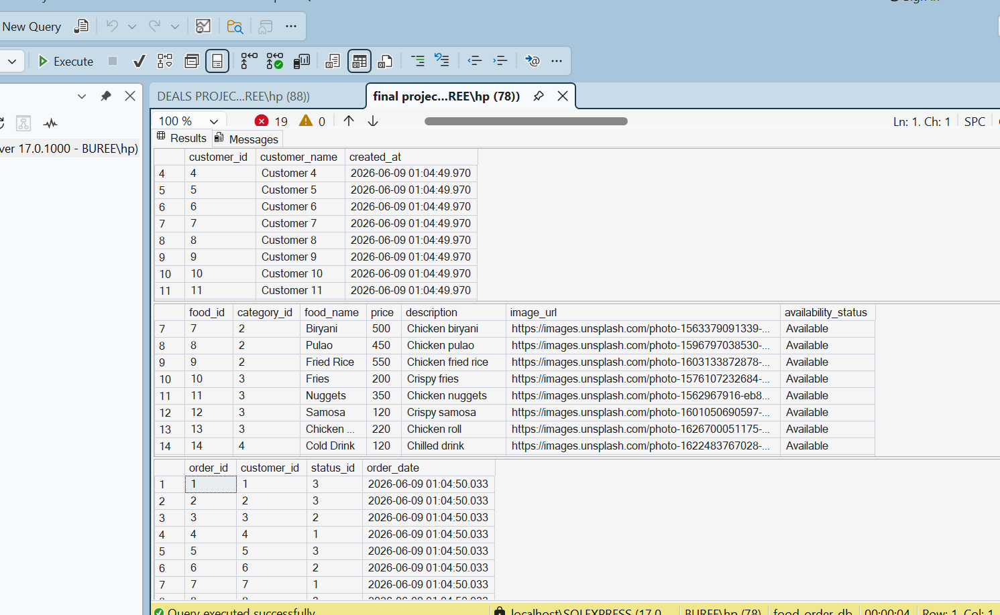 New Query
Execute
DEALS PROJEC...REE\hp (88))
final projec...REE\hp (78))
100 % 19 0 Ln: 1, Ch: 1 SPC
ver 17.0.1000 - BUREE\hp)
Results Messages
customer_id customer_name created_at
4 4 Customer 4 2026-06-09 01:04:49.970
5 5 Customer 5 2026-06-09 01:04:49.970
6 6 Customer 6 2026-06-09 01:04:49.970
7 7 Customer 7 2026-06-09 01:04:49.970
8 8 Customer 8 2026-06-09 01:04:49.970
9 9 Customer 9 2026-06-09 01:04:49.970
10 10 Customer 10 2026-06-09 01:04:49.970
11 11 Customer 11 2026-06-09 01:04:49.970
food_id category_id food_name price description image_url availability_status
7 7 2 Biryani 500 Chicken biryani https://images.unsplash.com/photo-1563379091339-... Available
8 8 2 Pulao 450 Chicken pulao https://images.unsplash.com/photo-1596797038530-... Available
9 9 2 Fried Rice 550 Chicken fried rice https://images.unsplash.com/photo-1603133872878-... Available
10 10 3 Fries 200 Crispy fries https://images.unsplash.com/photo-1576107232684-... Available
11 11 3 Nuggets 350 Chicken nuggets https://images.unsplash.com/photo-1562967916-eb8... Available
12 12 3 Samosa 120 Crispy samosa https://images.unsplash.com/photo-1601050690597-... Available
13 13 3 Chicken ... 220 Chicken roll https://images.unsplash.com/photo-1626700051175-... Available
14 14 4 Cold Drink 120 Chilled drink https://images.unsplash.com/photo-1622483767028-... Available
order_id customer_id status_id order_date
1 1 1 3 2026-06-09 01:04:50.033
2 2 2 3 2026-06-09 01:04:50.033
3 3 3 2 2026-06-09 01:04:50.033
4 4 4 1 2026-06-09 01:04:50.033
5 5 5 3 2026-06-09 01:04:50.033
6 6 6 2 2026-06-09 01:04:50.033
7 7 7 1 2026-06-09 01:04:50.033
Query executed successfully localhost\SQLEXPRESS (17.0 BUREE\hp (78) food_order_db 00:00:04 Row: 1, Col: 1